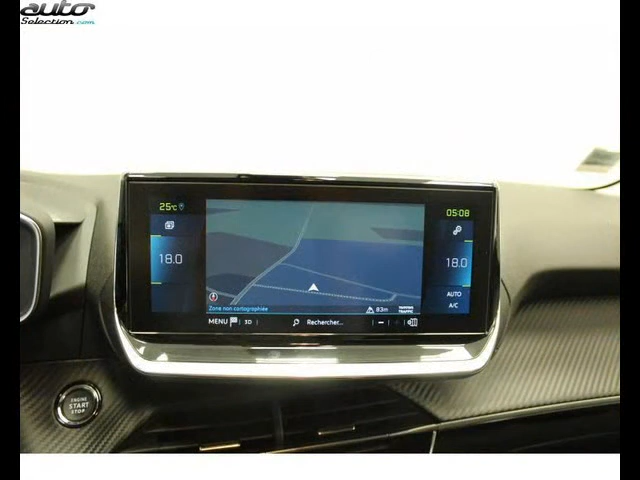 auto
Selection.com
25°C
05:08
18.0
18.0
AUTO
A/C
Zone non cartographiée
83m
TRAFFIC
MENU
3D
Rechercher...
ENGINE
START
STOP